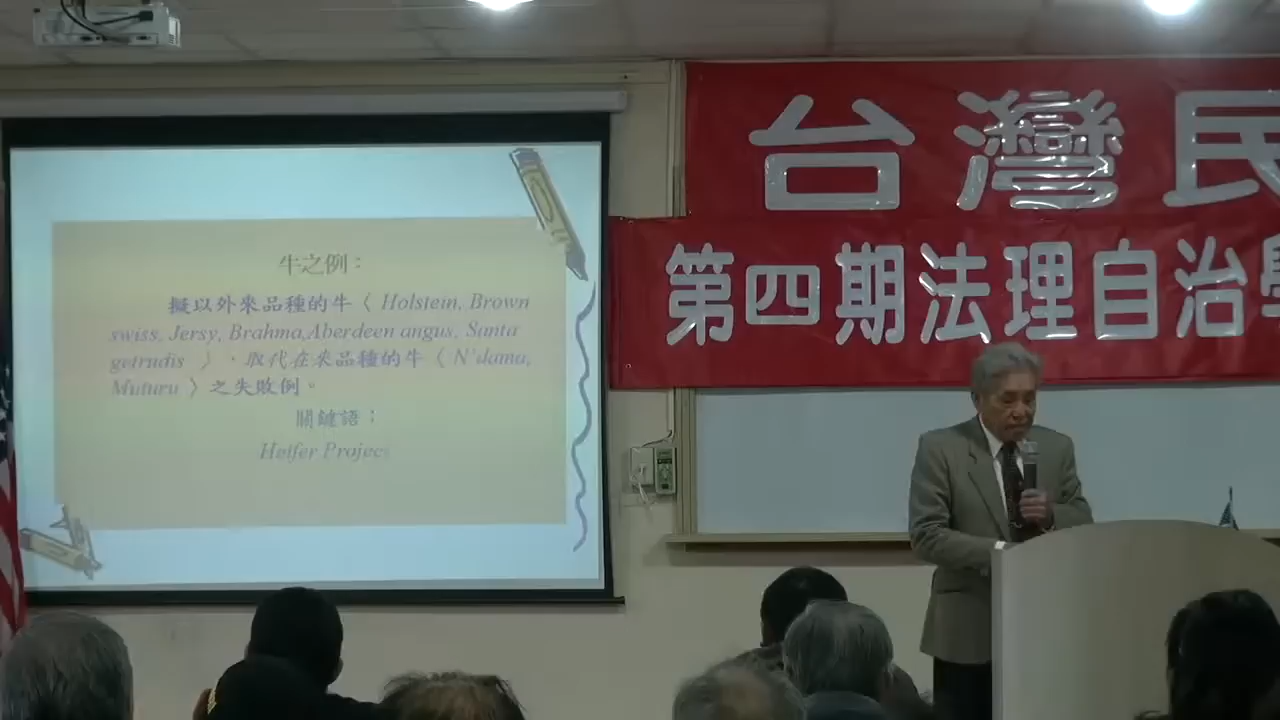 牛之例：
擬以外來品種的牛〈 Holstein, Brown
swiss, Jersy, Brahma,Aberdeen angus, Santa
getrudis 〉，取代在來品種的牛〈 N'dama,
Muturu 〉之失敗例。
關鍵語：
Heifer Project
台灣民
第四期法理自治學